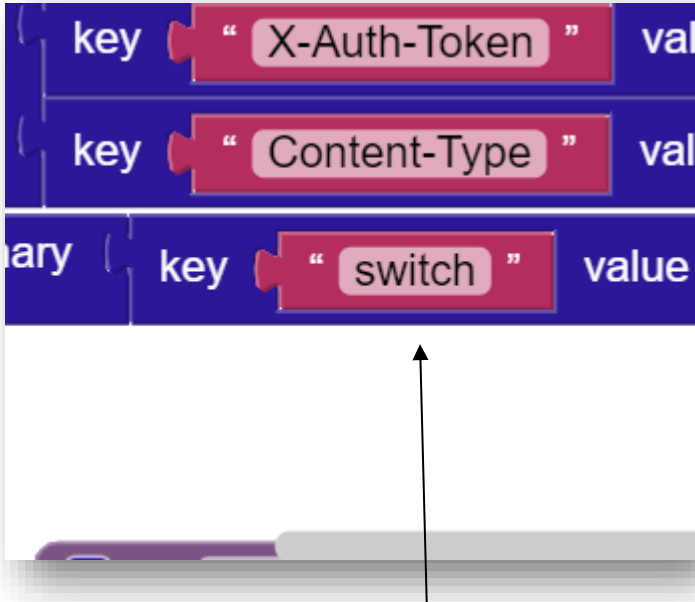 key “ X-Auth-Token ” val
key “ Content-Type ” val
ary key “ switch ” value